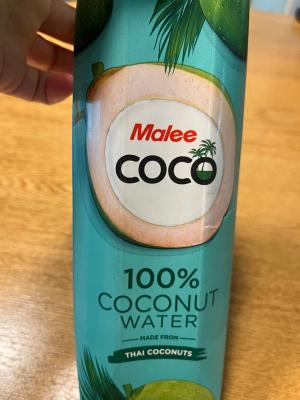 Malee
COCO
100%
COCONUT
WATER
MADE FROM
THAI COCONUTS